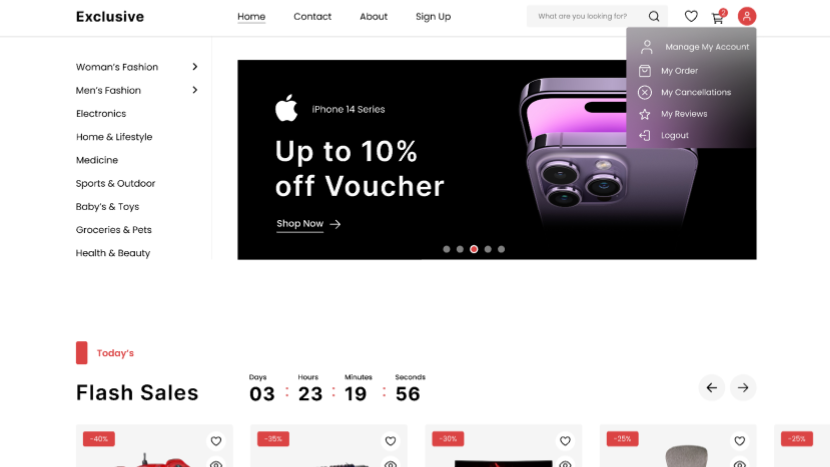 Exclusive
Home
Contact
About
Sign Up
What are you looking for?
2
Manage My Account
My Order
My Cancellations
My Reviews
Logout
Woman’s Fashion
Men’s Fashion
Electronics
Home & Lifestyle
Medicine
Sports & Outdoor
Baby’s & Toys
Groceries & Pets
Health & Beauty
iPhone 14 Series
Up to 10%
off Voucher
Shop Now
Today’s
Flash Sales
Days
Hours
Minutes
Seconds
03 : 23 : 19 : 56
-40%
-35%
-30%
-25%
-25%